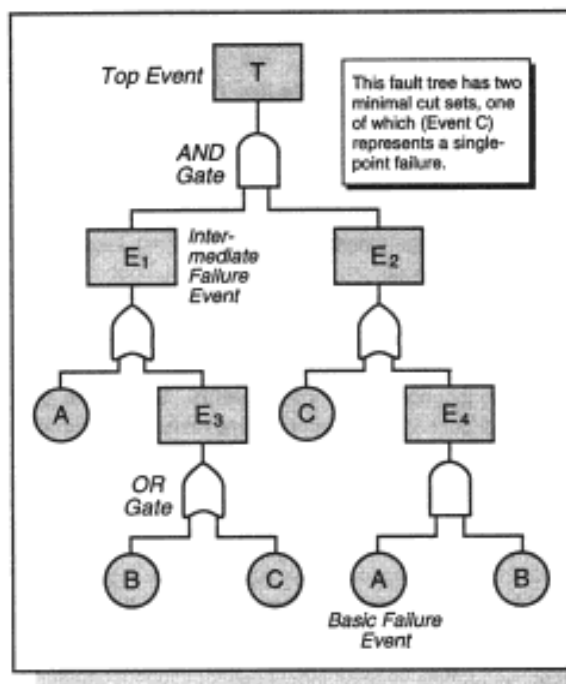 Top Event
T
This fault tree has two
minimal cut sets, one
of which (Event C)
represents a single-
point failure.
AND
Gate
E1
Inter-
mediate
Failure
Event
E2
A
E3
C
E4
OR
Gate
B
C
A
B
Basic Failure
Event